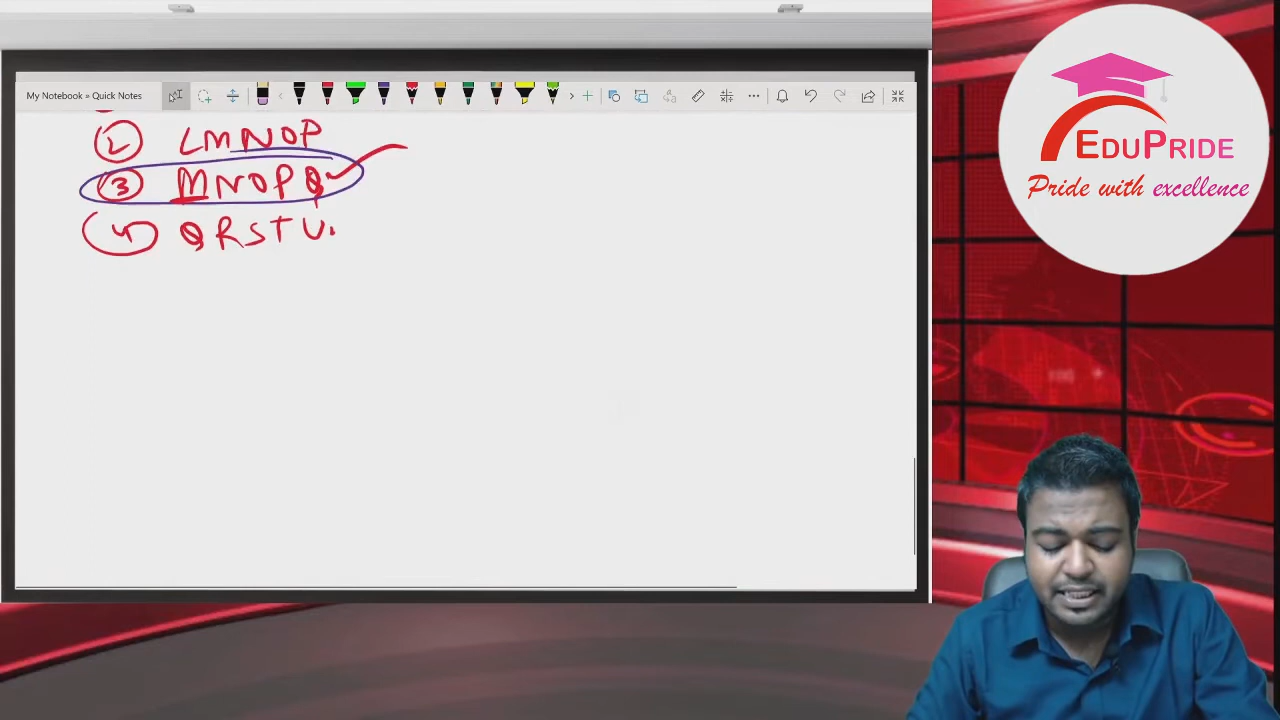 My Notebook » Quick Notes
2 LMNOP
3 MNOPQ
4 QRSTU.
EDUPRIDE
Pride with excellence